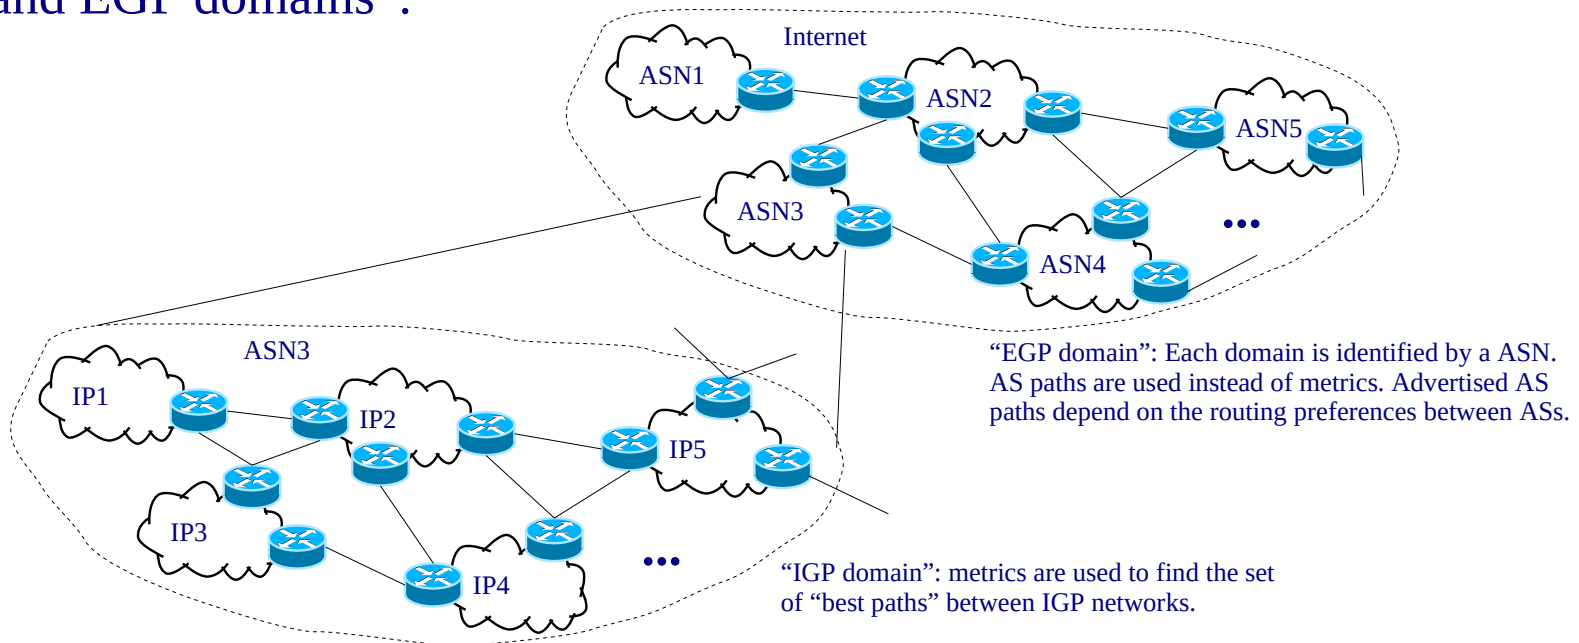 and EGP domains”:
Internet
ASN1
ASN2
ASN5
ASN3
ASN4
...
“EGP domain”: Each domain is identified by a ASN.
AS paths are used instead of metrics. Advertised AS
paths depend on the routing preferences between ASs.
ASN3
IP1
IP2
IP5
IP3
IP4
...
“IGP domain”: metrics are used to find the set
of “best paths” between IGP networks.